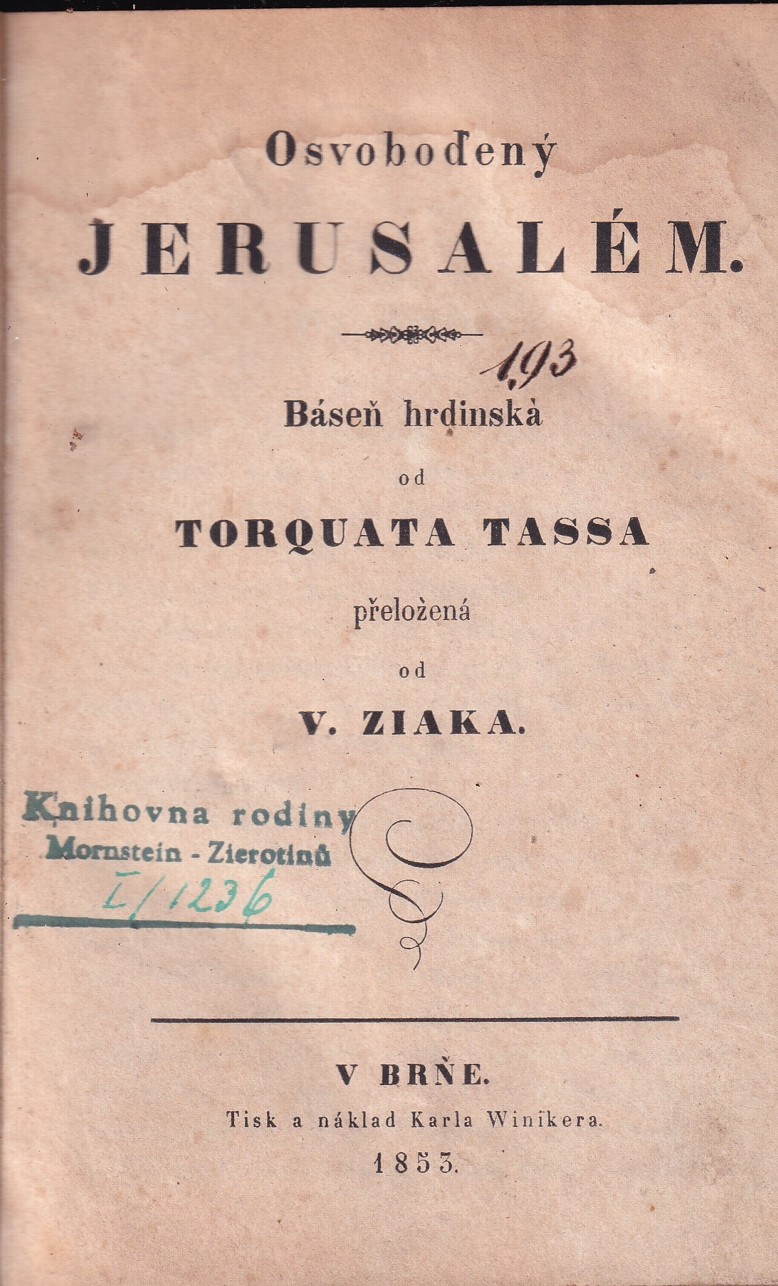 Osvoboďený
JERUSALÉM.
193
Báseň hrdinskà
od
TORQUATA TASSA
přeložená
od
V. ZIAKA.
Knihovna rodiny
Mornstein - Zierotinů
I/1236
V BRŇE.
Tisk a náklad Karla Winikera.
1853.